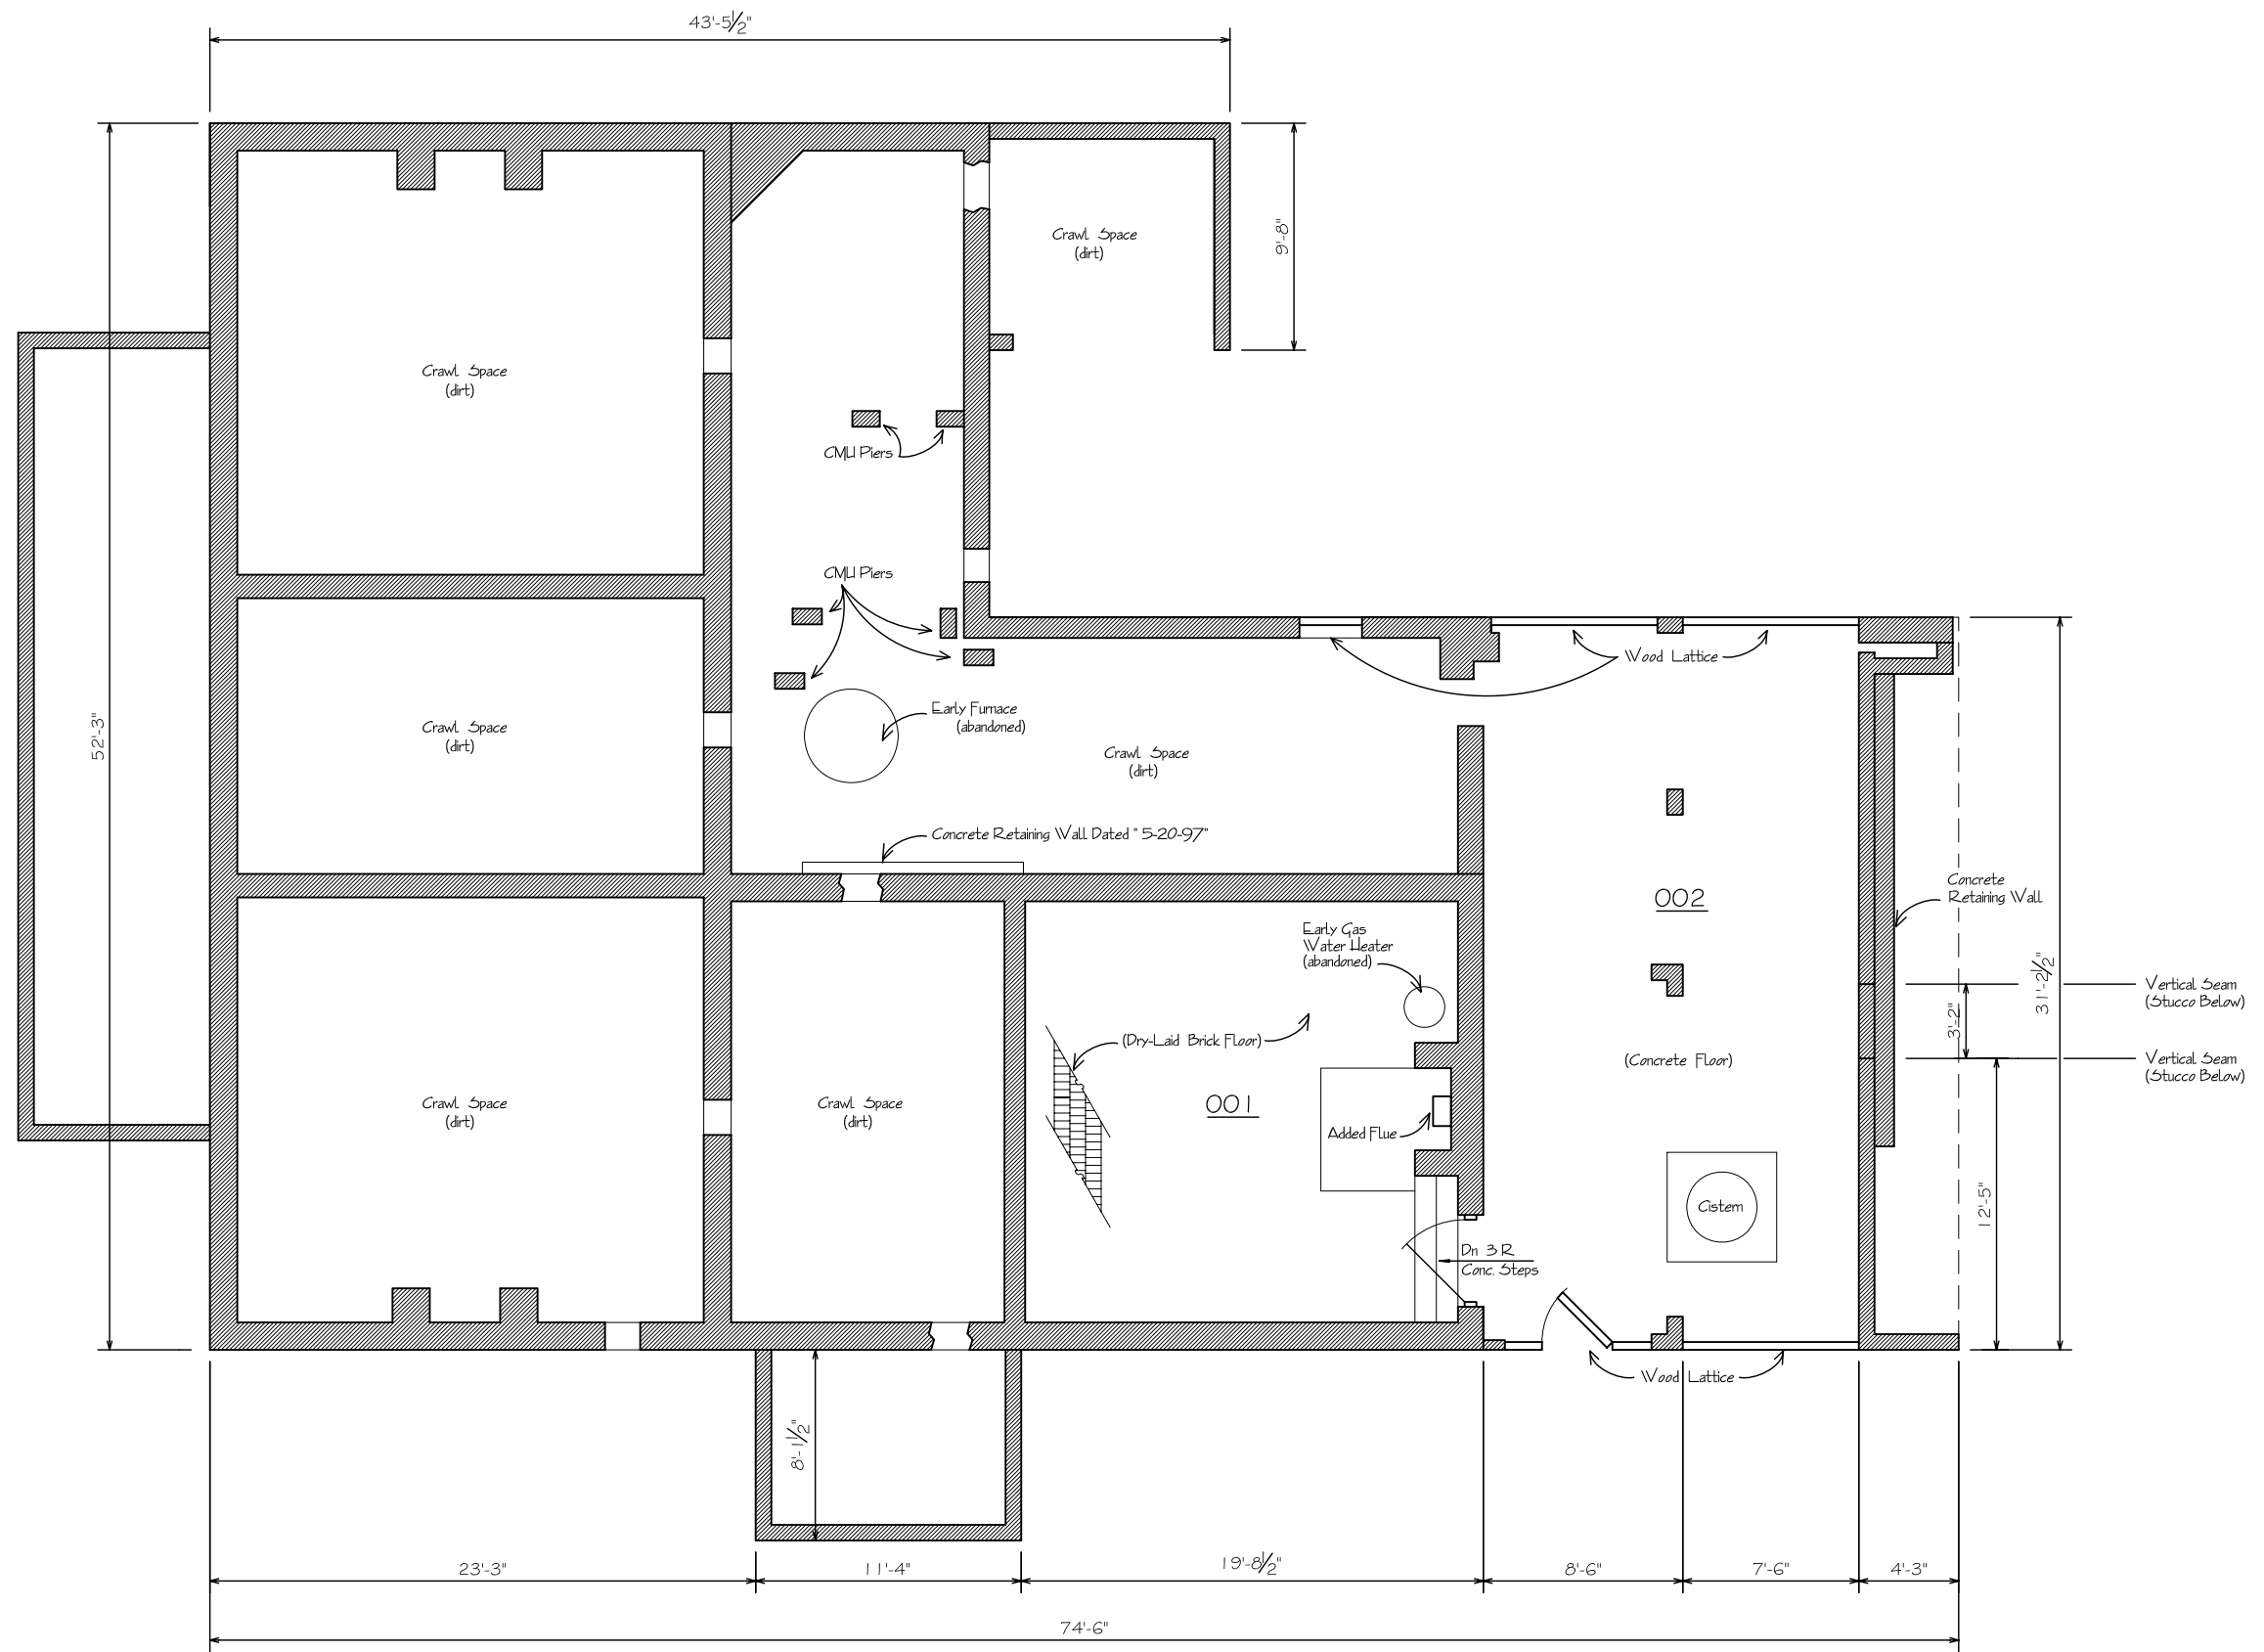 43'-5½"
9'-8"
Crawl Space
(dirt)
Crawl Space
(dirt)
CMU Piers
CMU Piers
Wood Lattice
52'-3"
Early Furnace
(abandoned)
Crawl Space
(dirt)
Crawl Space
(dirt)
Concrete Retaining Wall Dated " 5-20-97"
002
Concrete
Retaining Wall
Early Gas
Water Heater
(abandoned)
31'-2½"
Vertical Seam
(Stucco Below)
3'-2"
(Dry-Laid Brick Floor)
(Concrete Floor)
Vertical Seam
(Stucco Below)
Crawl Space
(dirt)
Crawl Space
(dirt)
001
Added Flue
12'-5"
Cistern
Dn 3 R
Conc. Steps
Wood Lattice
8'-1½"
23'-3"
11'-4"
19'-8½"
8'-6"
7'-6"
4'-3"
74'-6"